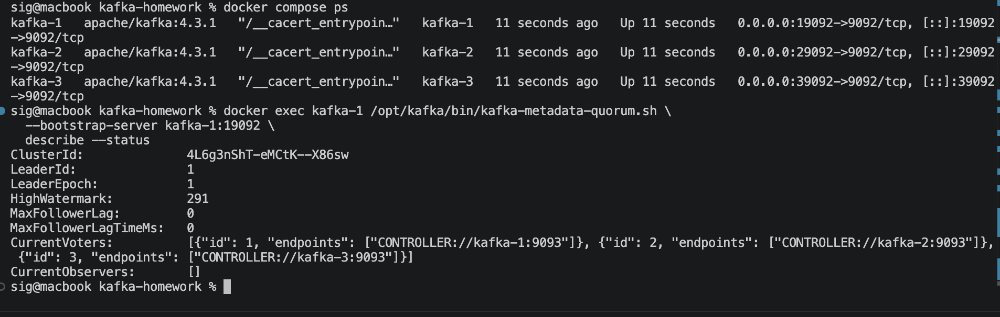 sig@macbook kafka-homework % docker compose ps
kafka-1   apache/kafka:4.3.1   "/__cacert_entrypoin…"   kafka-1   11 seconds ago   Up 11 seconds   0.0.0.0:19092->9092/tcp, [::]:19092
->9092/tcp
kafka-2   apache/kafka:4.3.1   "/__cacert_entrypoin…"   kafka-2   11 seconds ago   Up 11 seconds   0.0.0.0:29092->9092/tcp, [::]:29092
->9092/tcp
kafka-3   apache/kafka:4.3.1   "/__cacert_entrypoin…"   kafka-3   11 seconds ago   Up 11 seconds   0.0.0.0:39092->9092/tcp, [::]:39092
->9092/tcp
sig@macbook kafka-homework % docker exec kafka-1 /opt/kafka/bin/kafka-metadata-quorum.sh \
  --bootstrap-server kafka-1:19092 \
  describe --status
ClusterId:              4L6g3nShT-eMCtK--X86sw
LeaderId:               1
LeaderEpoch:            1
HighWatermark:          291
MaxFollowerLag:         0
MaxFollowerLagTimeMs:   0
CurrentVoters:          [{"id": 1, "endpoints": ["CONTROLLER://kafka-1:9093"]}, {"id": 2, "endpoints": ["CONTROLLER://kafka-2:9093"]},
 {"id": 3, "endpoints": ["CONTROLLER://kafka-3:9093"]}]
CurrentObservers:       []
sig@macbook kafka-homework %